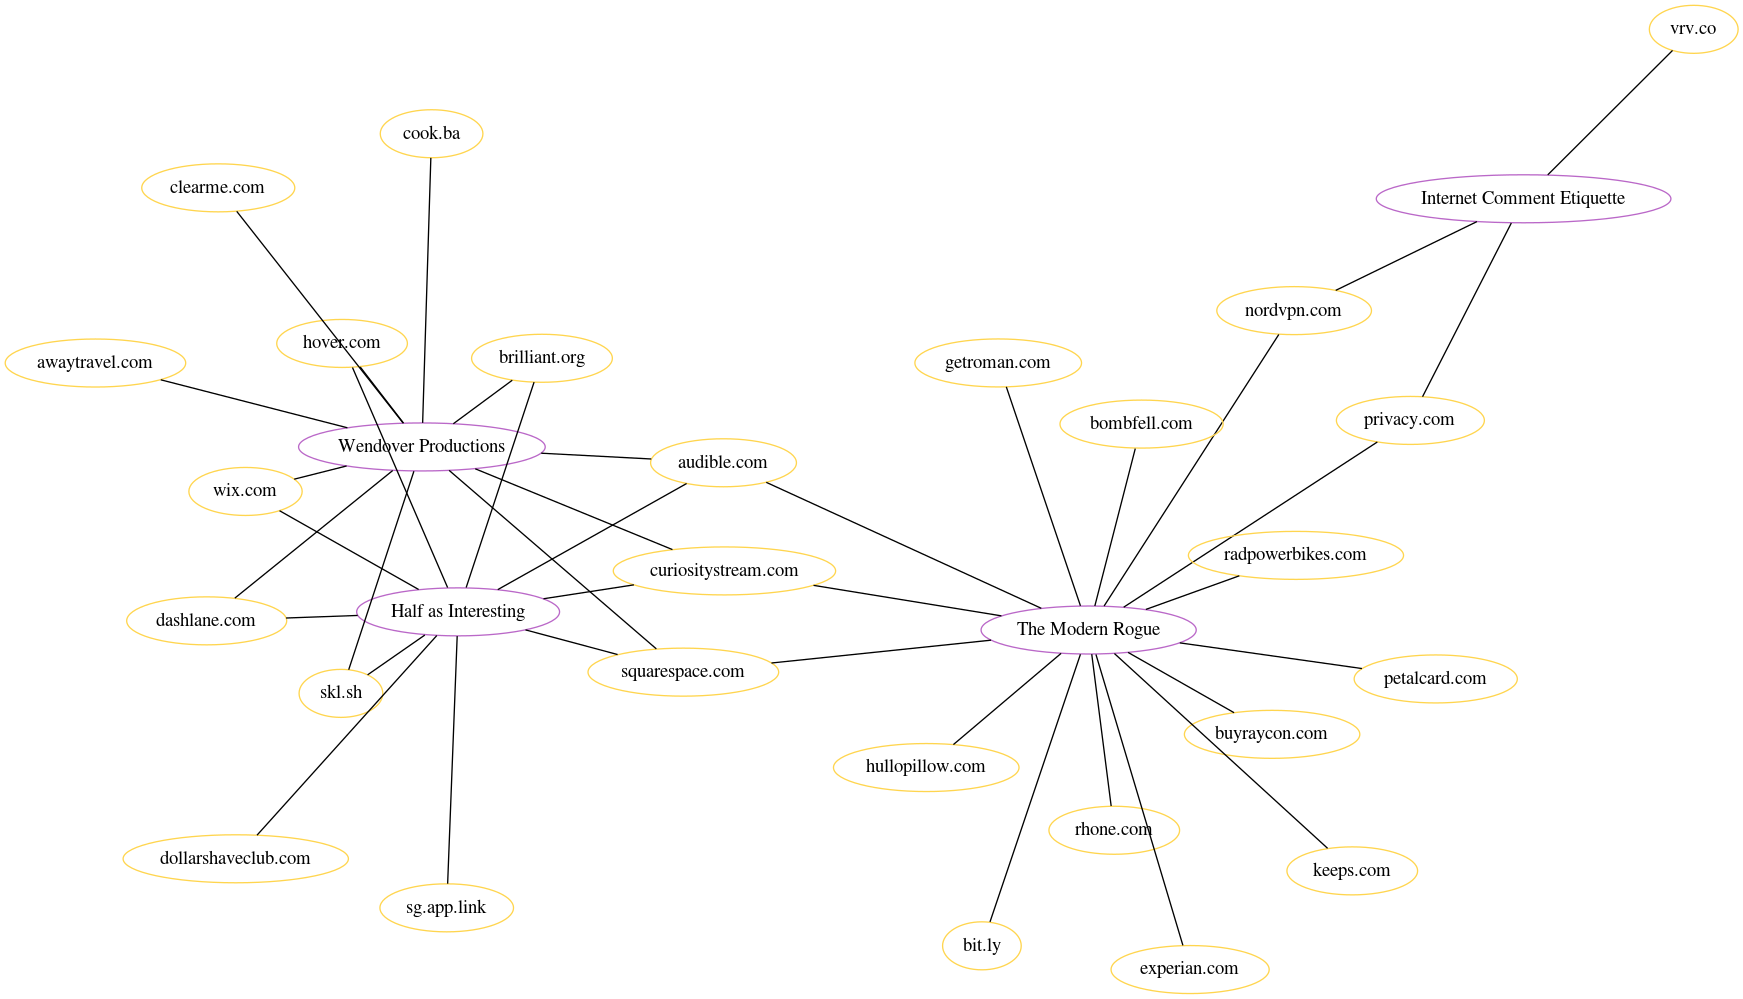 vrv.co
cook.ba
clearme.com
Internet Comment Etiquette
nordvpn.com
hover.com
brilliant.org
awaytravel.com
getroman.com
bombfell.com
privacy.com
Wendover Productions
audible.com
wix.com
radpowerbikes.com
curiositystream.com
Half as Interesting
dashlane.com
The Modern Rogue
squarespace.com
petalcard.com
skl.sh
buyraycon.com
hullopillow.com
rhone.com
dollarshaveclub.com
keeps.com
sg.app.link
bit.ly
experian.com